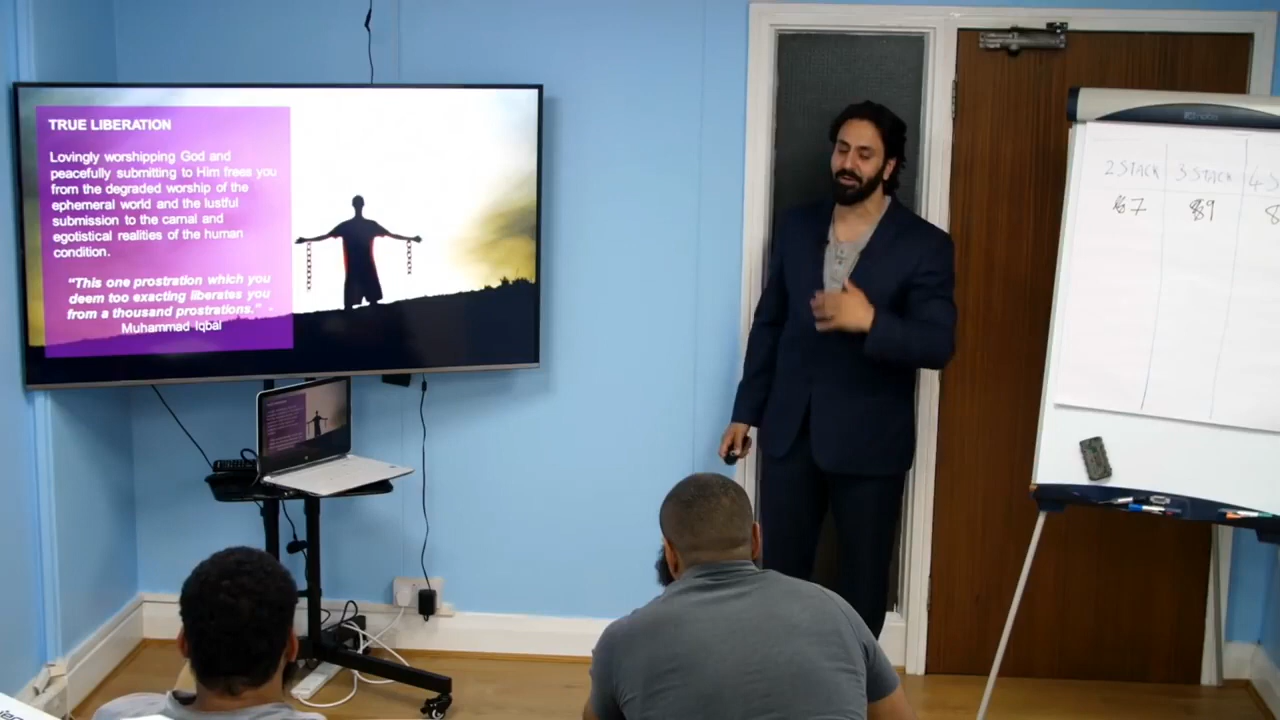 TRUE LIBERATION
Lovingly worshipping God and
peacefully submitting to Him frees you
from the degraded worship of the
ephemeral world and the lustful
submission to the carnal and
egotistical realities of the human
condition.
"This one prostration which you
deem too exacting liberates you
from a thousand prostrations." -
Muhammad Iqbal
2 STACK 3 STACK 4 S
7 9